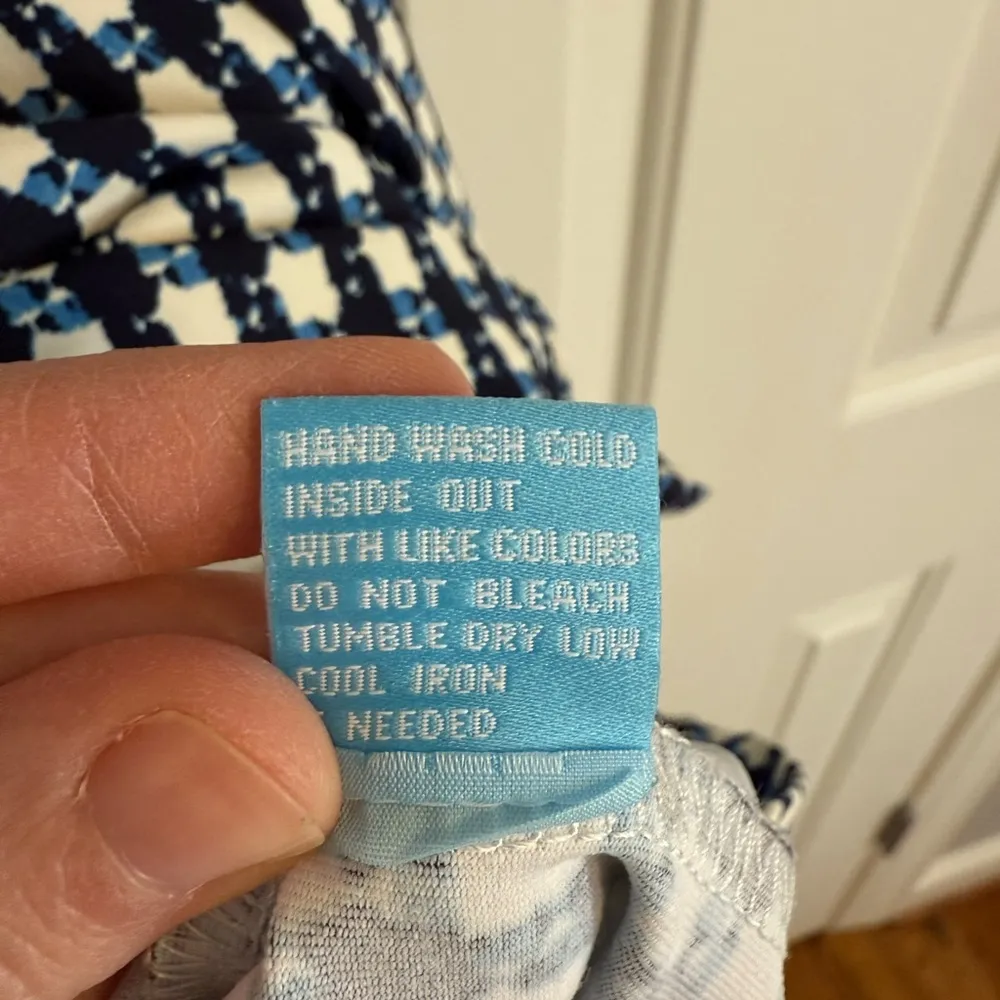 HAND WASH COLD
INSIDE OUT
WITH LIKE COLORS
DO NOT BLEACH
TUMBLE DRY LOW
COOL IRON
NEEDED